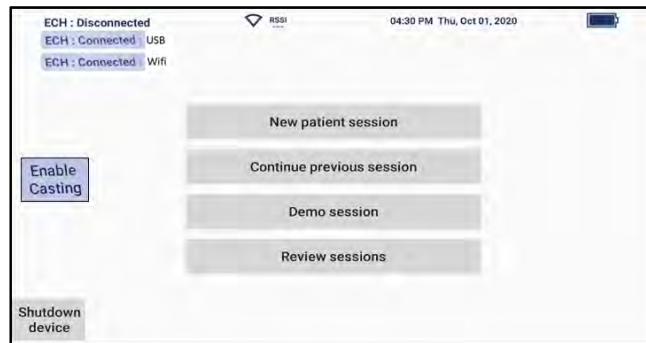 ECH : Disconnected RSSI 04:30 PM Thu, Oct 01, 2020
ECH : Connected : USB
ECH : Connected : Wifi
New patient session
Enable
Casting
Continue previous session
Demo session
Review sessions
Shutdown
device